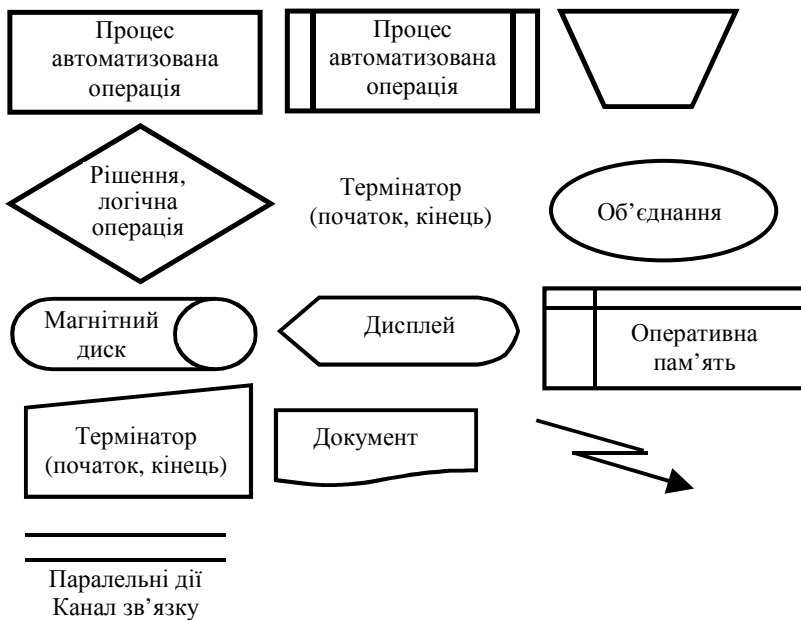 Процес
автоматизована
операція
Процес
автоматизована
операція
Рішення,
логічна
операція
Термінатор
(початок, кінець)
Об’єднання
Магнітний
диск
Дисплей
Оперативна
пам’ять
Термінатор
(початок, кінець)
Документ
Паралельні дії
Канал зв’язку